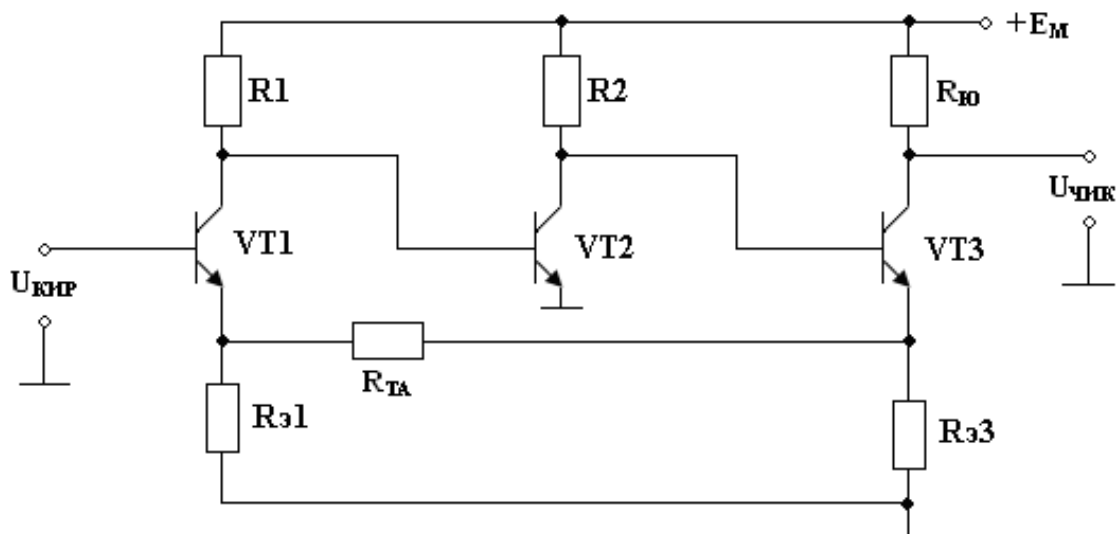 +Eм
R1
R2
Rю
Uчик
VT1
VT2
VT3
Uкир
Rта
Rэ1
Rэ3